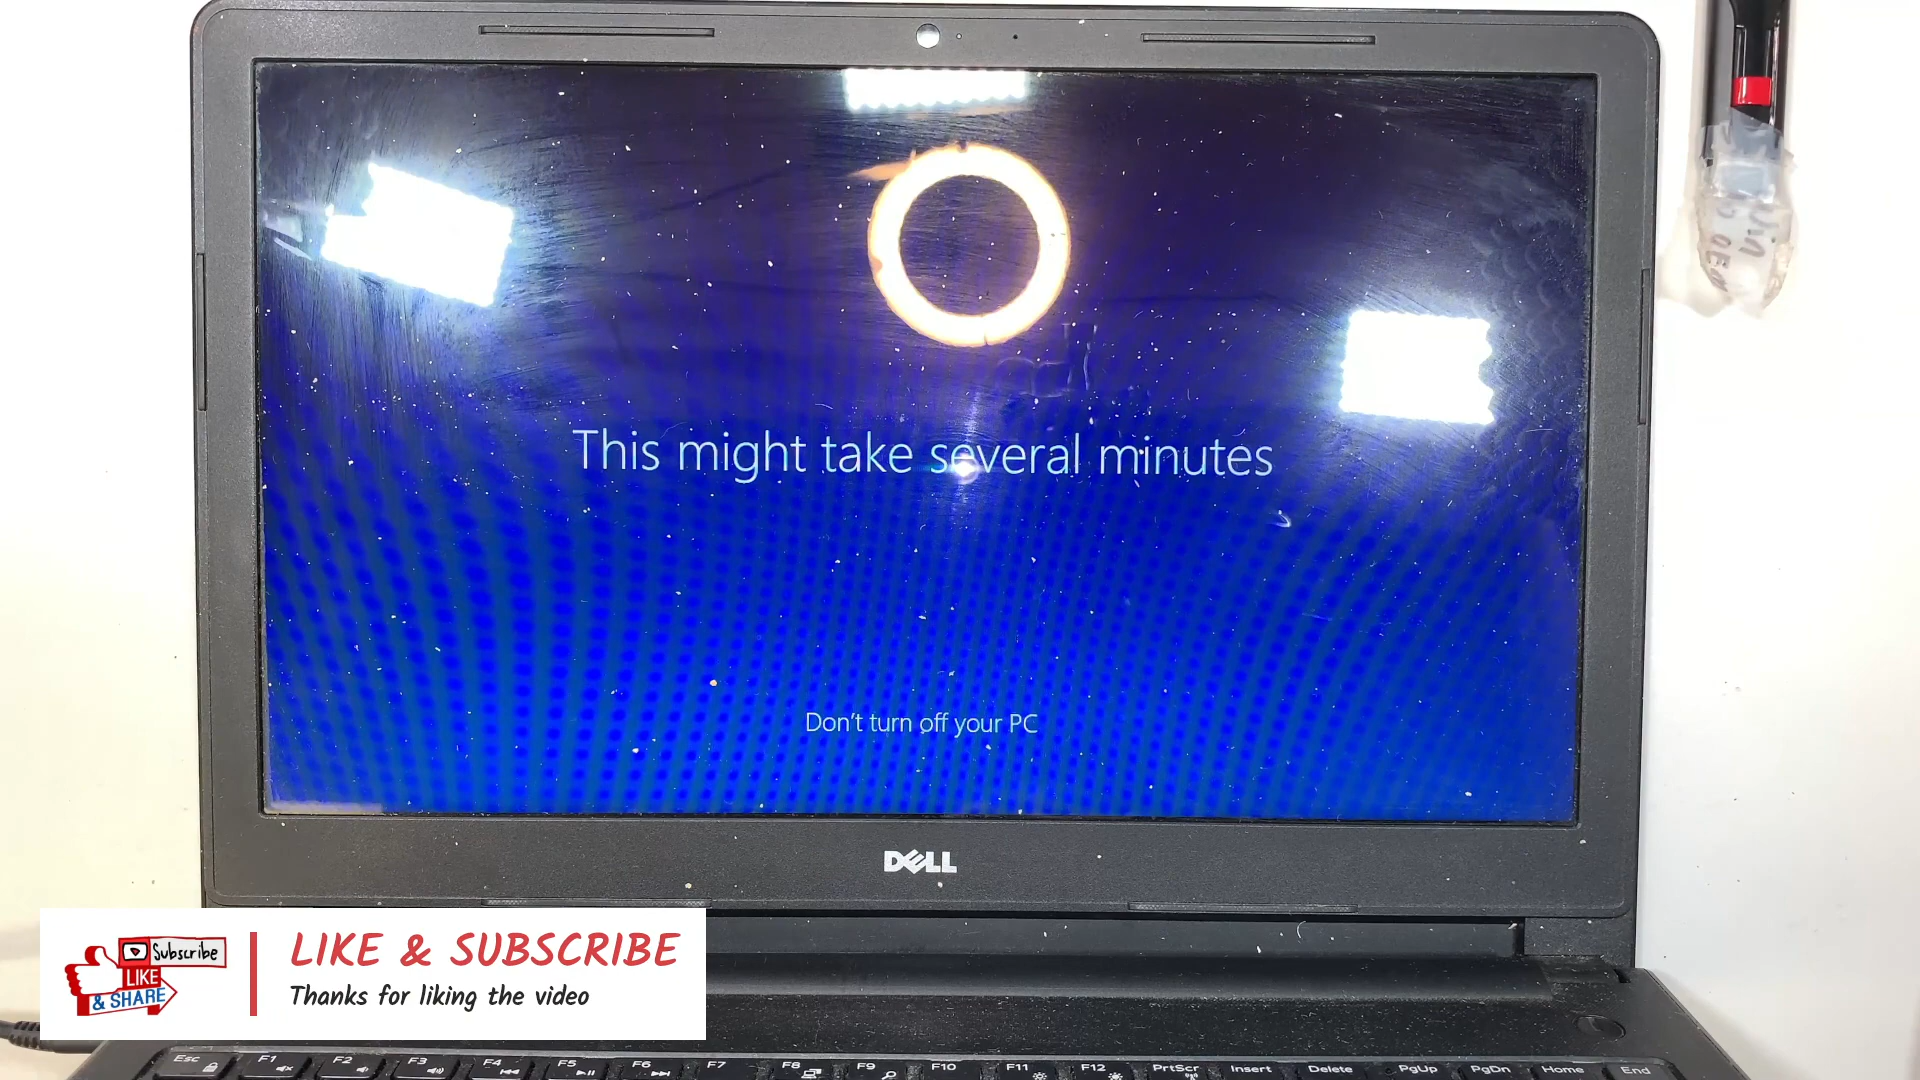 This might take several minutes
Don't turn off your PC
DELL
Subscribe
LIKE
& SHARE
LIKE & SUBSCRIBE
Thanks for liking the video
Esc F1 F2 F3 F4 F5 F6 F7 F8 F9 F10 F11 F12 PrtScr Insert Delete PgUp PgDn Home End